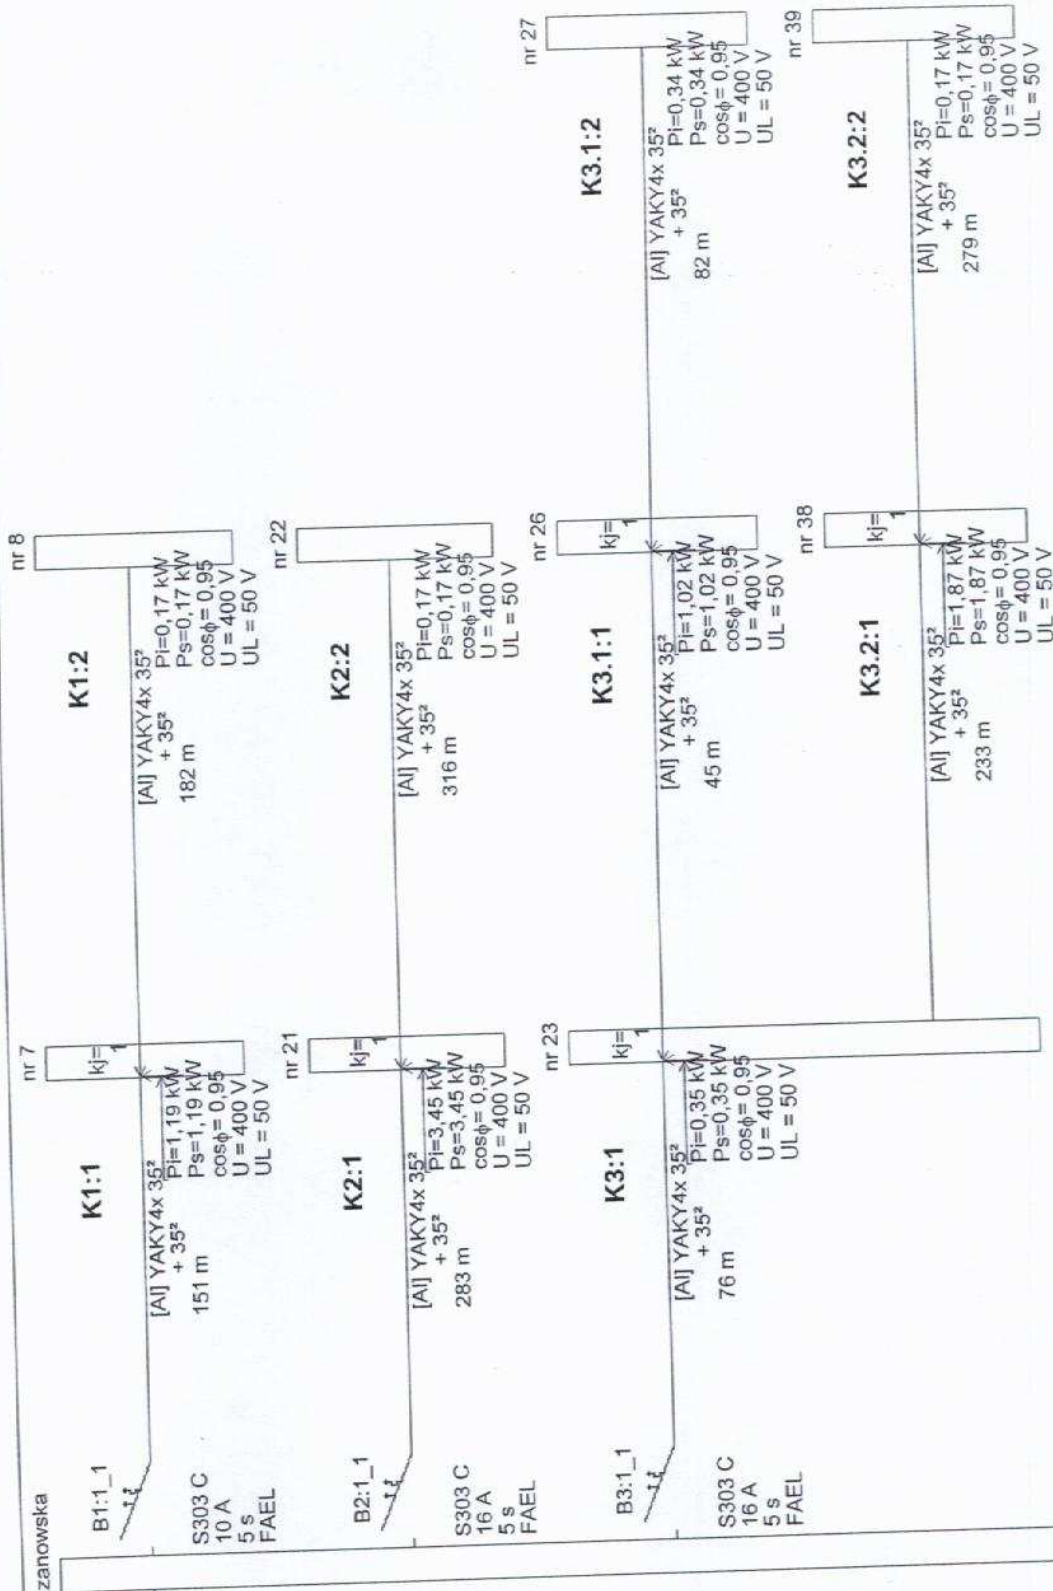 zanowska
B1:1_1
S303 C
10 A
5 s
FAEL
K1:1
[Al] YAKY4x 35²
+ 35²
151 m
nr 7
kj=
1
Pi=1,19 kW
Ps=1,19 kW
cosϕ= 0,95
U = 400 V
UL = 50 V
K1:2
[Al] YAKY4x 35²
+ 35²
182 m
nr 8
Pi=0,17 kW
Ps=0,17 kW
cosϕ= 0,95
U = 400 V
UL = 50 V
B2:1_1
S303 C
16 A
5 s
FAEL
K2:1
[Al] YAKY4x 35²
+ 35²
283 m
nr 21
kj=
1
Pi=3,45 kW
Ps=3,45 kW
cosϕ= 0,95
U = 400 V
UL = 50 V
K2:2
[Al] YAKY4x 35²
+ 35²
316 m
nr 22
Pi=0,17 kW
Ps=0,17 kW
cosϕ= 0,95
U = 400 V
UL = 50 V
B3:1_1
S303 C
16 A
5 s
FAEL
K3:1
[Al] YAKY4x 35²
+ 35²
76 m
nr 23
kj=
1
Pi=0,35 kW
Ps=0,35 kW
cosϕ= 0,95
U = 400 V
UL = 50 V
K3.1:1
[Al] YAKY4x 35²
+ 35²
45 m
nr 26
kj=
1
Pi=1,02 kW
Ps=1,02 kW
cosϕ= 0,95
U = 400 V
UL = 50 V
K3.1:2
[Al] YAKY4x 35²
+ 35²
82 m
nr 27
Pi=0,34 kW
Ps=0,34 kW
cosϕ= 0,95
U = 400 V
UL = 50 V
K3.2:1
[Al] YAKY4x 35²
+ 35²
233 m
nr 38
kj=
1
Pi=1,87 kW
Ps=1,87 kW
cosϕ= 0,95
U = 400 V
UL = 50 V
K3.2:2
[Al] YAKY4x 35²
+ 35²
279 m
nr 39
Pi=0,17 kW
Ps=0,17 kW
cosϕ= 0,95
U = 400 V
UL = 50 V